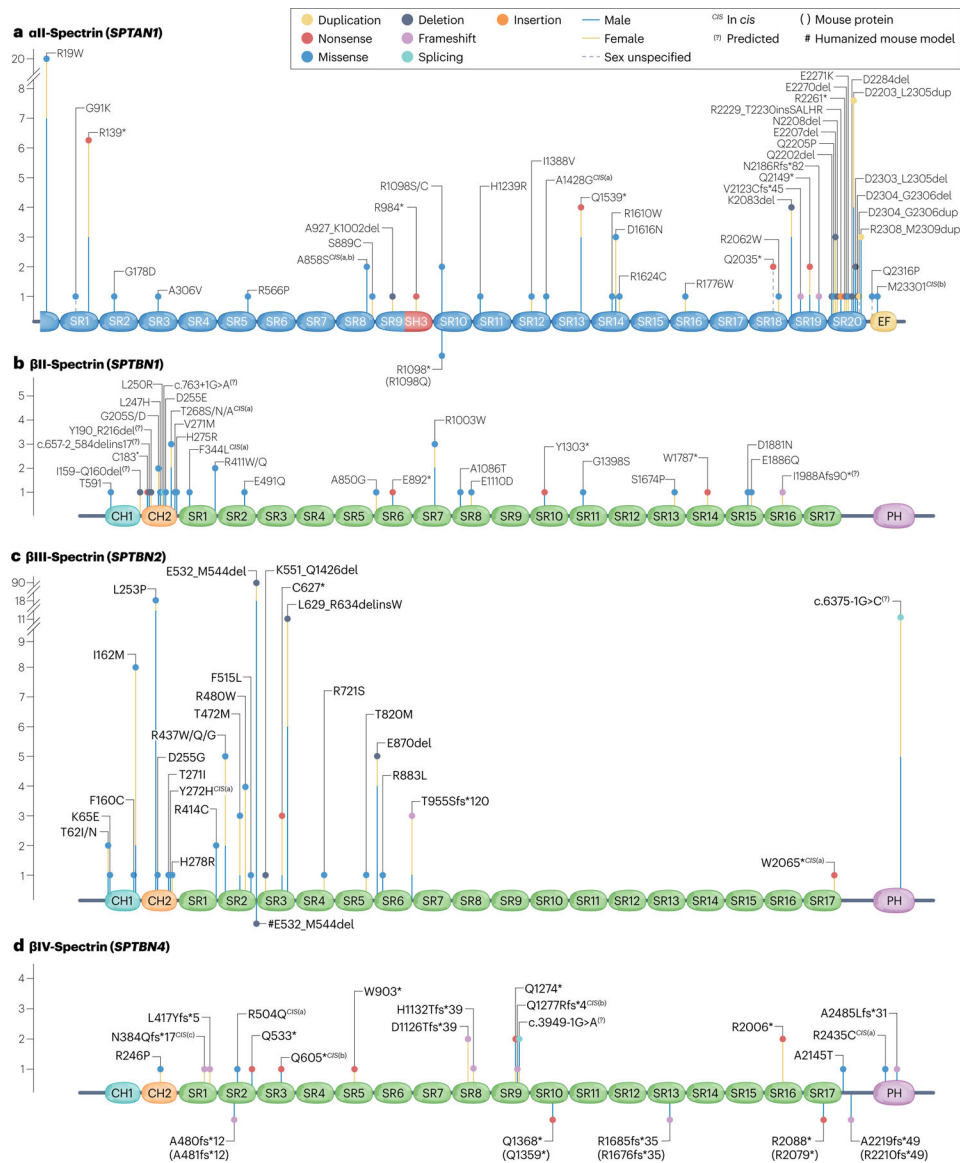 Duplication
Nonsense
Missense
Deletion
Frameshift
Splicing
Insertion
Male
Female
Sex unspecified
CIS In cis
(?) Predicted
( ) Mouse protein
# Humanized mouse model
a αII-Spectrin (SPTAN1)
20
8
7
6
5
4
3
2
1
R19W
G91K
R139*
G178D
A306V
R566P
A858S CIS(a,b)
S889C
A927_K1002del
R984*
R1098S/C
H1239R
I1388V
A1428G CIS(a)
Q1539*
R1610W
D1616N
R1624C
R1776W
Q2035*
R2062W
K2083del
V2123Cfs*45
Q2149*
N2186Rfs*82
Q2202del
Q2205P
E2207del
N2208del
R2229_T2230insSALHR
R2261*
E2270del
E2271K
D2284del
D2203_L2305dup
D2303_L2305del
D2304_G2306del
D2304_G2306dup
R2308_M2309dup
Q2316P
M23301 CIS(b)
SR1 SR2 SR3 SR4 SR5 SR6 SR7 SR8 SR9 SH3 SR10 SR11 SR12 SR13 SR14 SR15 SR16 SR17 SR18 SR19 SR20 EF
R1098*
(R1098Q)
b βII-Spectrin (SPTBN1)
5
4
3
2
1
L250R
c.763+1G>A(?)
L247H
D255E
G205S/D
T268S/N/A CIS(a)
Y190_R216del(?)
V271M
c.657-2_584delins17(?)
H275R
C183*
F344L CIS(a)
I159–Q160del(?)
R411W/Q
T591
E491Q
A850G
E892*
R1003W
A1086T
E1110D
Y1303*
G1398S
S1674P
W1787*
D1881N
E1886Q
I1988Afs90*(?)
CH1 CH2 SR1 SR2 SR3 SR4 SR5 SR6 SR7 SR8 SR9 SR10 SR11 SR12 SR13 SR14 SR15 SR16 SR17 PH
c βIII-Spectrin (SPTBN2)
90
18
11
9
8
7
6
5
4
3
2
1
E532_M544del
K551_Q1426del
L253P
C627*
L629_R634delinsW
c.6375-1G>C(?)
I162M
F515L
R480W
R721S
T472M
T820M
R437W/Q/G
E870del
D255G
T271I
R883L
Y272H CIS(a)
F160C
R414C
T955Sfs*120
K65E
T62I/N
H278R
W2065* CIS(a)
CH1 CH2 SR1 SR2 SR3 SR4 SR5 SR6 SR7 SR8 SR9 SR10 SR11 SR12 SR13 SR14 SR15 SR16 SR17 PH
#E532_M544del
d βIV-Spectrin (SPTBN4)
4
3
2
1
W903*
Q1274*
L417Yfs*5
R504Q CIS(a)
H1132Tfs*39
Q1277Rfs*4 CIS(b)
A2485Lfs*31
N384Qfs*17 CIS(c)
Q533*
D1126Tfs*39
c.3949-1G>A(?)
R2006*
R2435C CIS(a)
R246P
Q605* CIS(b)
A2145T
CH1 CH2 SR1 SR2 SR3 SR4 SR5 SR6 SR7 SR8 SR9 SR10 SR11 SR12 SR13 SR14 SR15 SR16 SR17 PH
A480fs*12
(A481fs*12)
Q1368*
(Q1359*)
R1685fs*35
(R1676fs*35)
R2088*
(R2079*)
A2219fs*49
(R2210fs*49)